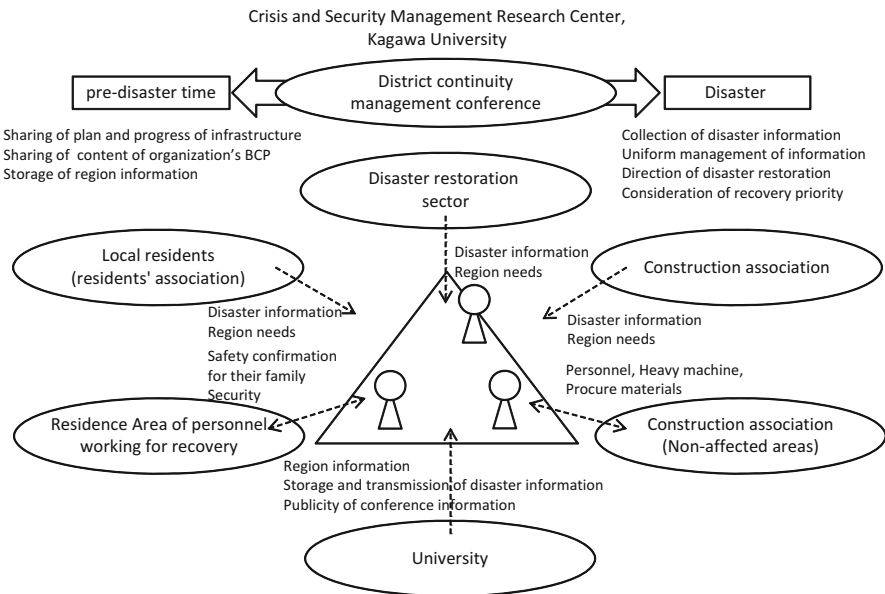 Crisis and Security Management Research Center,
Kagawa University
pre-disaster time
District continuity
management conference
Disaster
Sharing of plan and progress of infrastructure
Sharing of content of organization's BCP
Storage of region information
Collection of disaster information
Uniform management of information
Direction of disaster restoration
Consideration of recovery priority
Disaster restoration
sector
Local residents
(residents' association)
Disaster information
Region needs
Construction association
Disaster information
Region needs
Disaster information
Region needs
Safety confirmation
for their family
Security
Personnel, Heavy machine,
Procure materials
Residence Area of personnel
working for recovery
Construction association
(Non-affected areas)
Region information
Storage and transmission of disaster information
Publicity of conference information
University